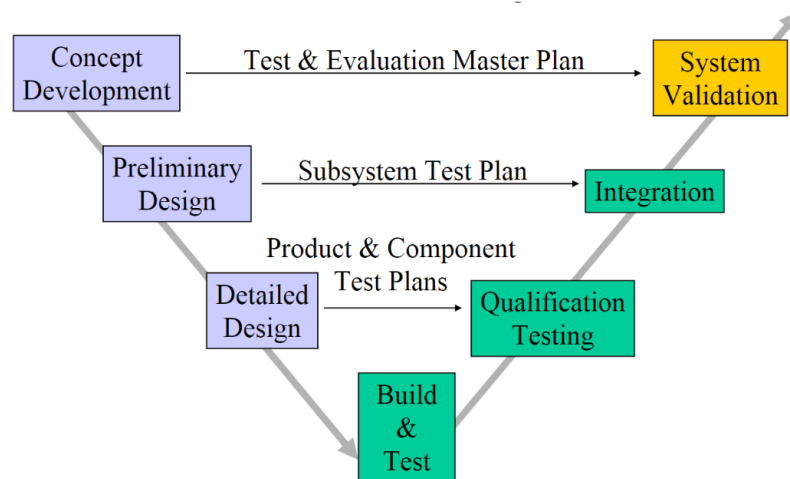 Concept
Development
Test & Evaluation Master Plan
System
Validation
Preliminary
Design
Subsystem Test Plan
Integration
Product & Component
Test Plans
Detailed
Design
Qualification
Testing
Build
&
Test